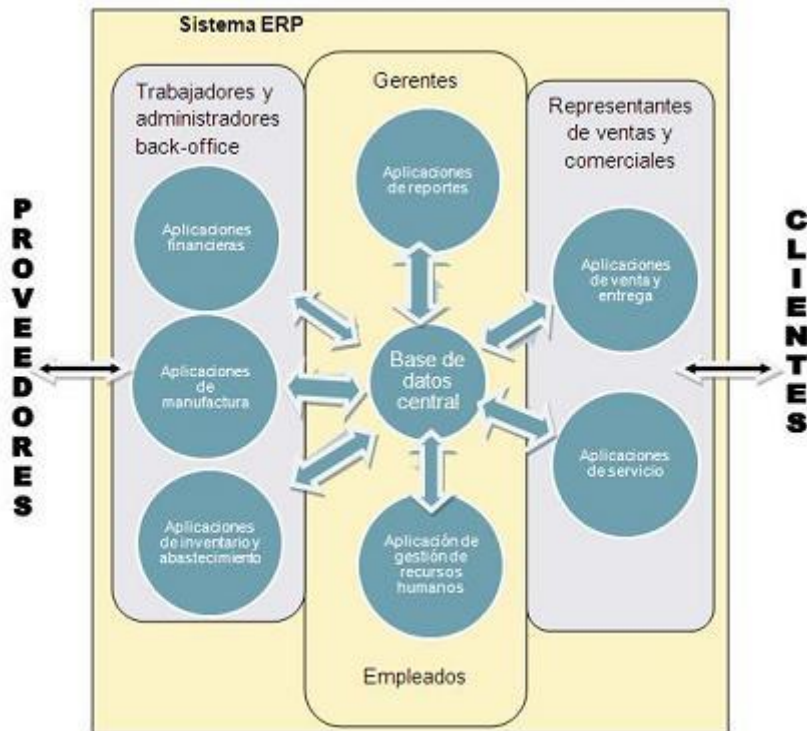 Sistema ERP
Trabajadores y
administradores
back-office
Gerentes
Representantes
de ventas y
comerciales
Aplicaciones
financieras
Aplicaciones
de
manufactura
Aplicaciones
de inventario y
abastecimiento
Aplicaciones
de reportes
Base de
datos
central
Aplicación de
gestión de
recursos
humanos
Empleados
Aplicaciones
de venta y
entrega
Aplicaciones
de servicio
PROVEEDORES
CLIENTES